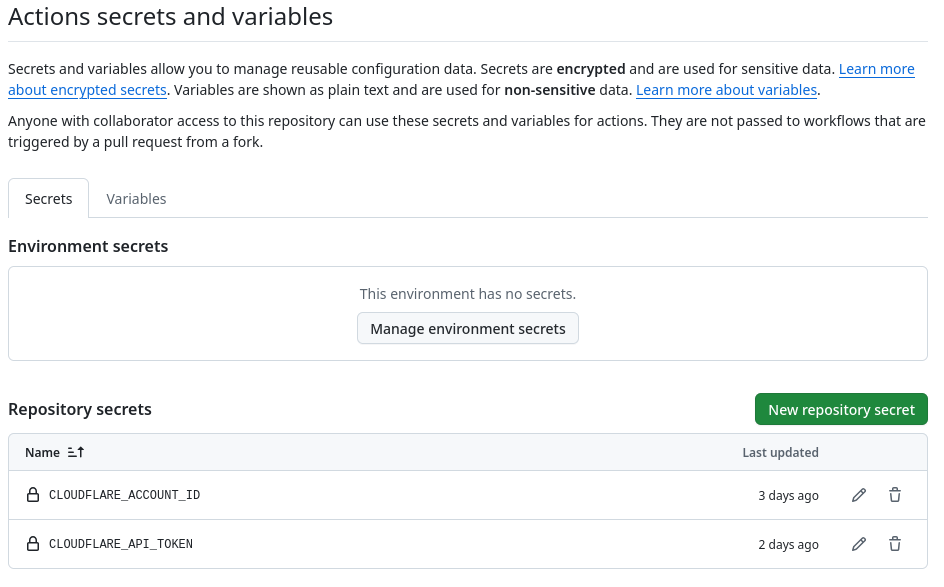 Actions secrets and variables
Secrets and variables allow you to manage reusable configuration data. Secrets are encrypted and are used for sensitive data. Learn more
about encrypted secrets. Variables are shown as plain text and are used for non-sensitive data. Learn more about variables.
Anyone with collaborator access to this repository can use these secrets and variables for actions. They are not passed to workflows that are
triggered by a pull request from a fork.
Secrets Variables
Environment secrets
This environment has no secrets.
Manage environment secrets
Repository secrets New repository secret
Name Last updated
CLOUDFLARE_ACCOUNT_ID 3 days ago
CLOUDFLARE_API_TOKEN 2 days ago